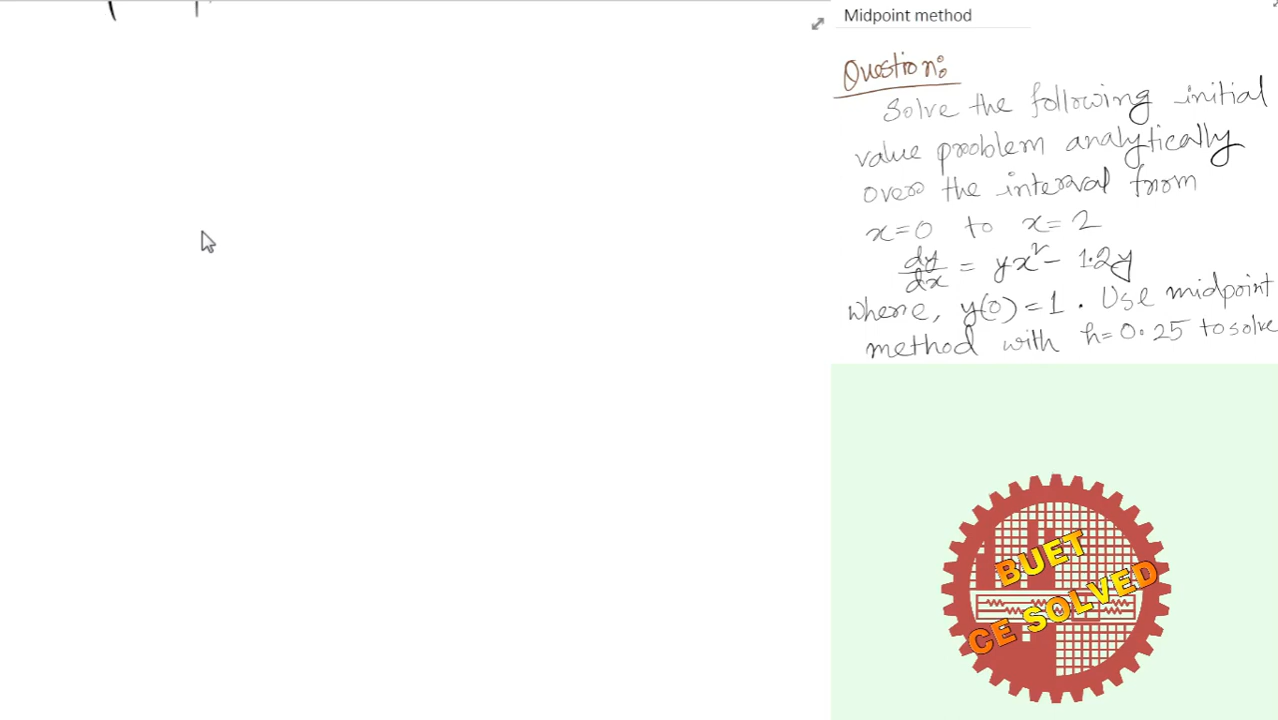 Midpoint method
Question:
Solve the following initial
value problem analytically
over the interval from
x=0 to x=2
dy/dx = yx² - 1.2y
where, y(0)=1. Use midpoint
method with h=0.25 to solve
BUET
CE SOLVED